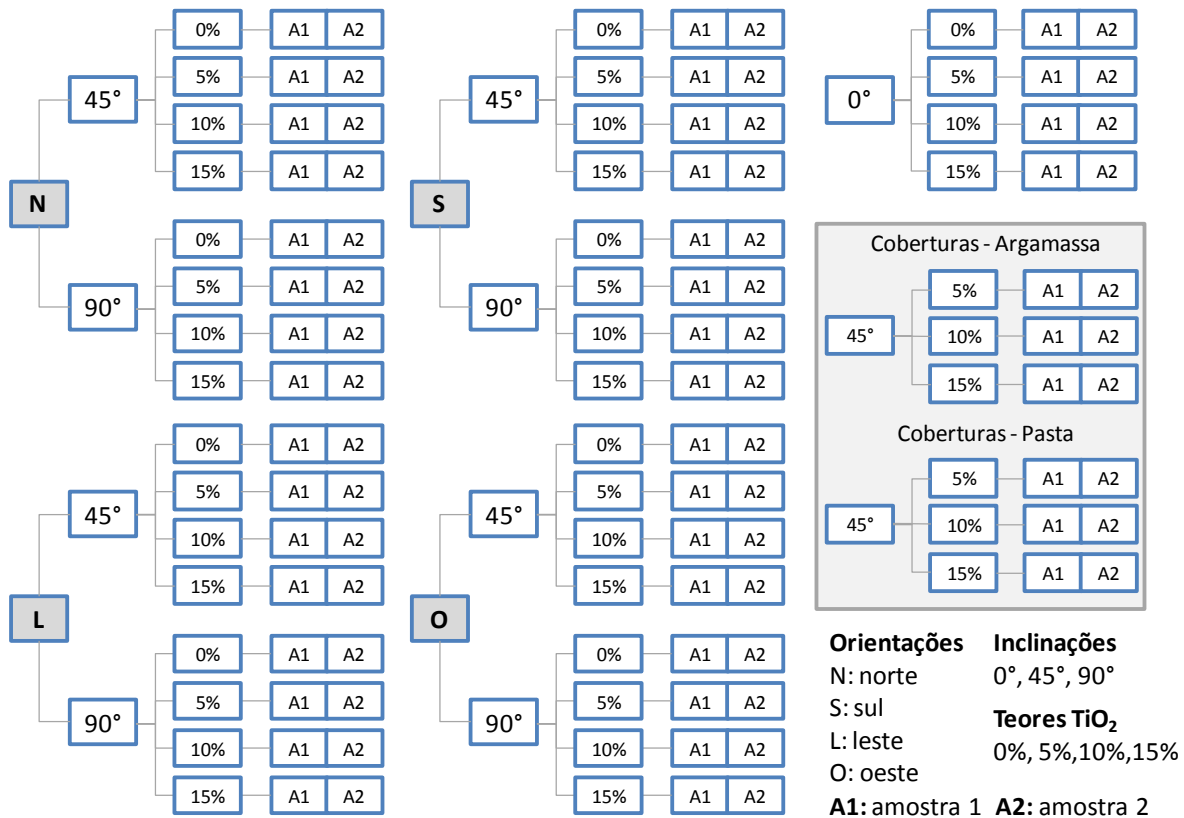 0% A1 A2
5% A1 A2
45°
10% A1 A2
15% A1 A2
N
0% A1 A2
5% A1 A2
90°
10% A1 A2
15% A1 A2
0% A1 A2
5% A1 A2
45°
10% A1 A2
15% A1 A2
S
0% A1 A2
5% A1 A2
90°
10% A1 A2
15% A1 A2
0% A1 A2
5% A1 A2
0°
10% A1 A2
15% A1 A2
Coberturas - Argamassa
5% A1 A2
45°
10% A1 A2
15% A1 A2
Coberturas - Pasta
5% A1 A2
45°
10% A1 A2
15% A1 A2
0% A1 A2
5% A1 A2
45°
10% A1 A2
15% A1 A2
L
0% A1 A2
5% A1 A2
90°
10% A1 A2
15% A1 A2
0% A1 A2
5% A1 A2
45°
10% A1 A2
15% A1 A2
O
0% A1 A2
5% A1 A2
90°
10% A1 A2
15% A1 A2
Orientações
N: norte
S: sul
L: leste
O: oeste
Inclinações
0°, 45°, 90°
Teores TiO₂
0%, 5%,10%,15%
A1: amostra 1 A2: amostra 2